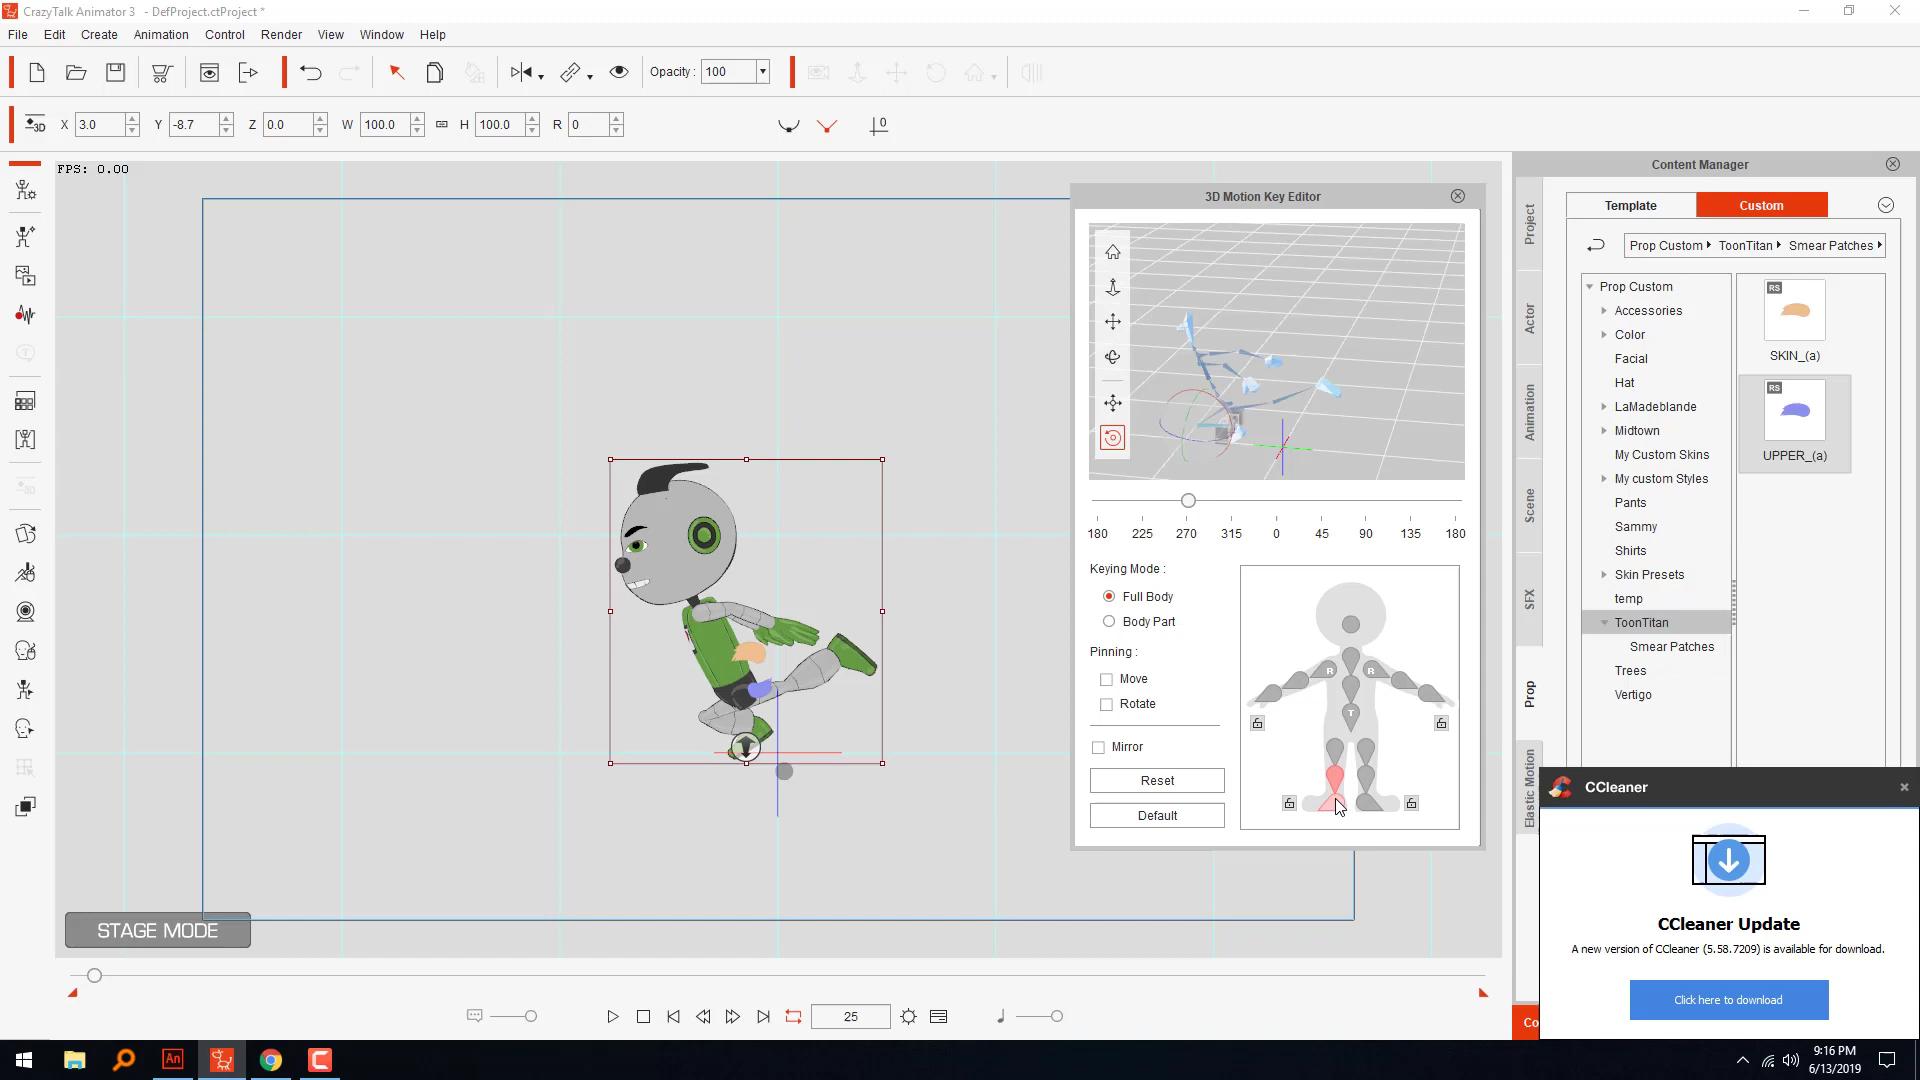 CrazyTalk Animator 3 - DefProject.ctProject *
File Edit Create Animation Control Render View Window Help
Opacity : 100
3D X 3.0 Y -8.7 Z 0.0 W 100.0 H 100.0 R 0
0
FPS: 0.00
STAGE MODE
25
3D Motion Key Editor
180 225 270 315 0 45 90 135 180
Keying Mode :
Full Body
Body Part
Pinning :
Move
Rotate
Mirror
Reset
Default
R R
T
Content Manager
Project
Actor
Animation
Scene
SFX
Prop
Elastic Motion
Template Custom
Prop Custom ToonTitan Smear Patches
Prop Custom
Accessories
Color
Facial
Hat
LaMadeblande
Midtown
My Custom Skins
My custom Styles
Pants
Sammy
Shirts
Skin Presets
temp
ToonTitan
Smear Patches
Trees
Vertigo
RS
SKIN_(a)
RS
UPPER_(a)
Co
CCleaner
CCleaner Update
A new version of CCleaner (5.58.7209) is available for download.
Click here to download
An
9:16 PM
6/13/2019